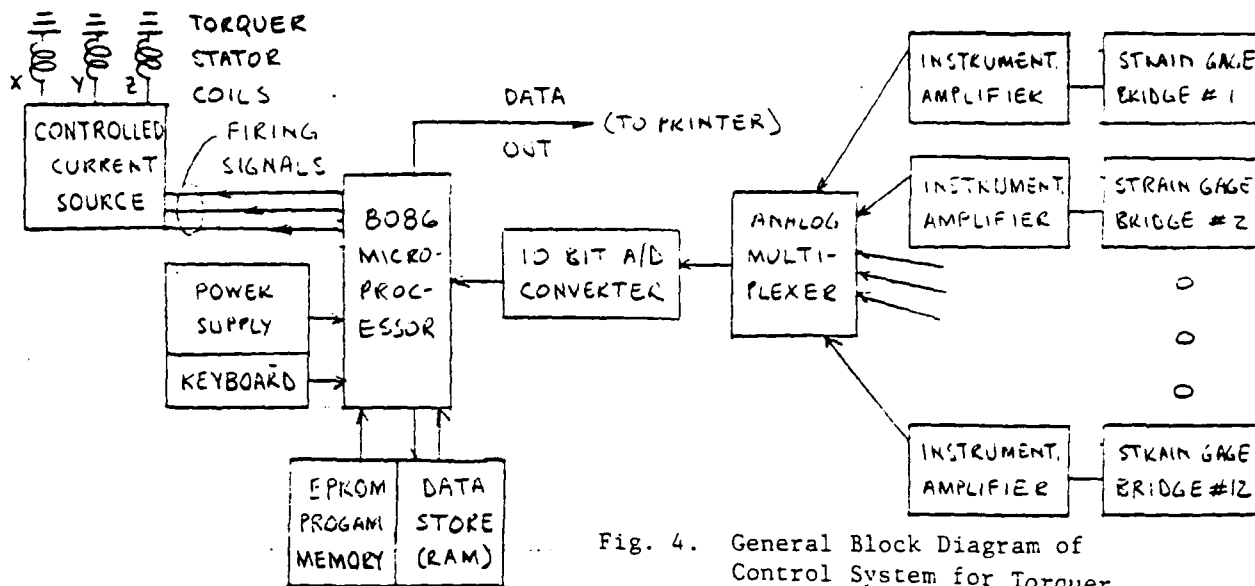 TORQUER
STATOR
COILS
X Y Z
CONTROLLED
CURRENT
SOURCE
FIRING
SIGNALS
DATA
OUT
(TO PRINTER)
8086
MICRO-
PROC-
ESSOR
POWER
SUPPLY
KEYBOARD
EPROM
PROGAM
MEMORY
DATA
STORE
(RAM)
10 BIT A/D
CONVERTER
ANALOG
MULTI-
PLEXER
INSTRUMENT.
AMPLIFIER
STRAIN GAGE
BRIDGE # 1
INSTRUMENT.
AMPLIFIER
STRAIN GAGE
BRIDGE # 2
INSTRUMENT.
AMPLIFIER
STRAIN GAGE
BRIDGE #12
Fig. 4. General Block Diagram of
Control System for Torquer